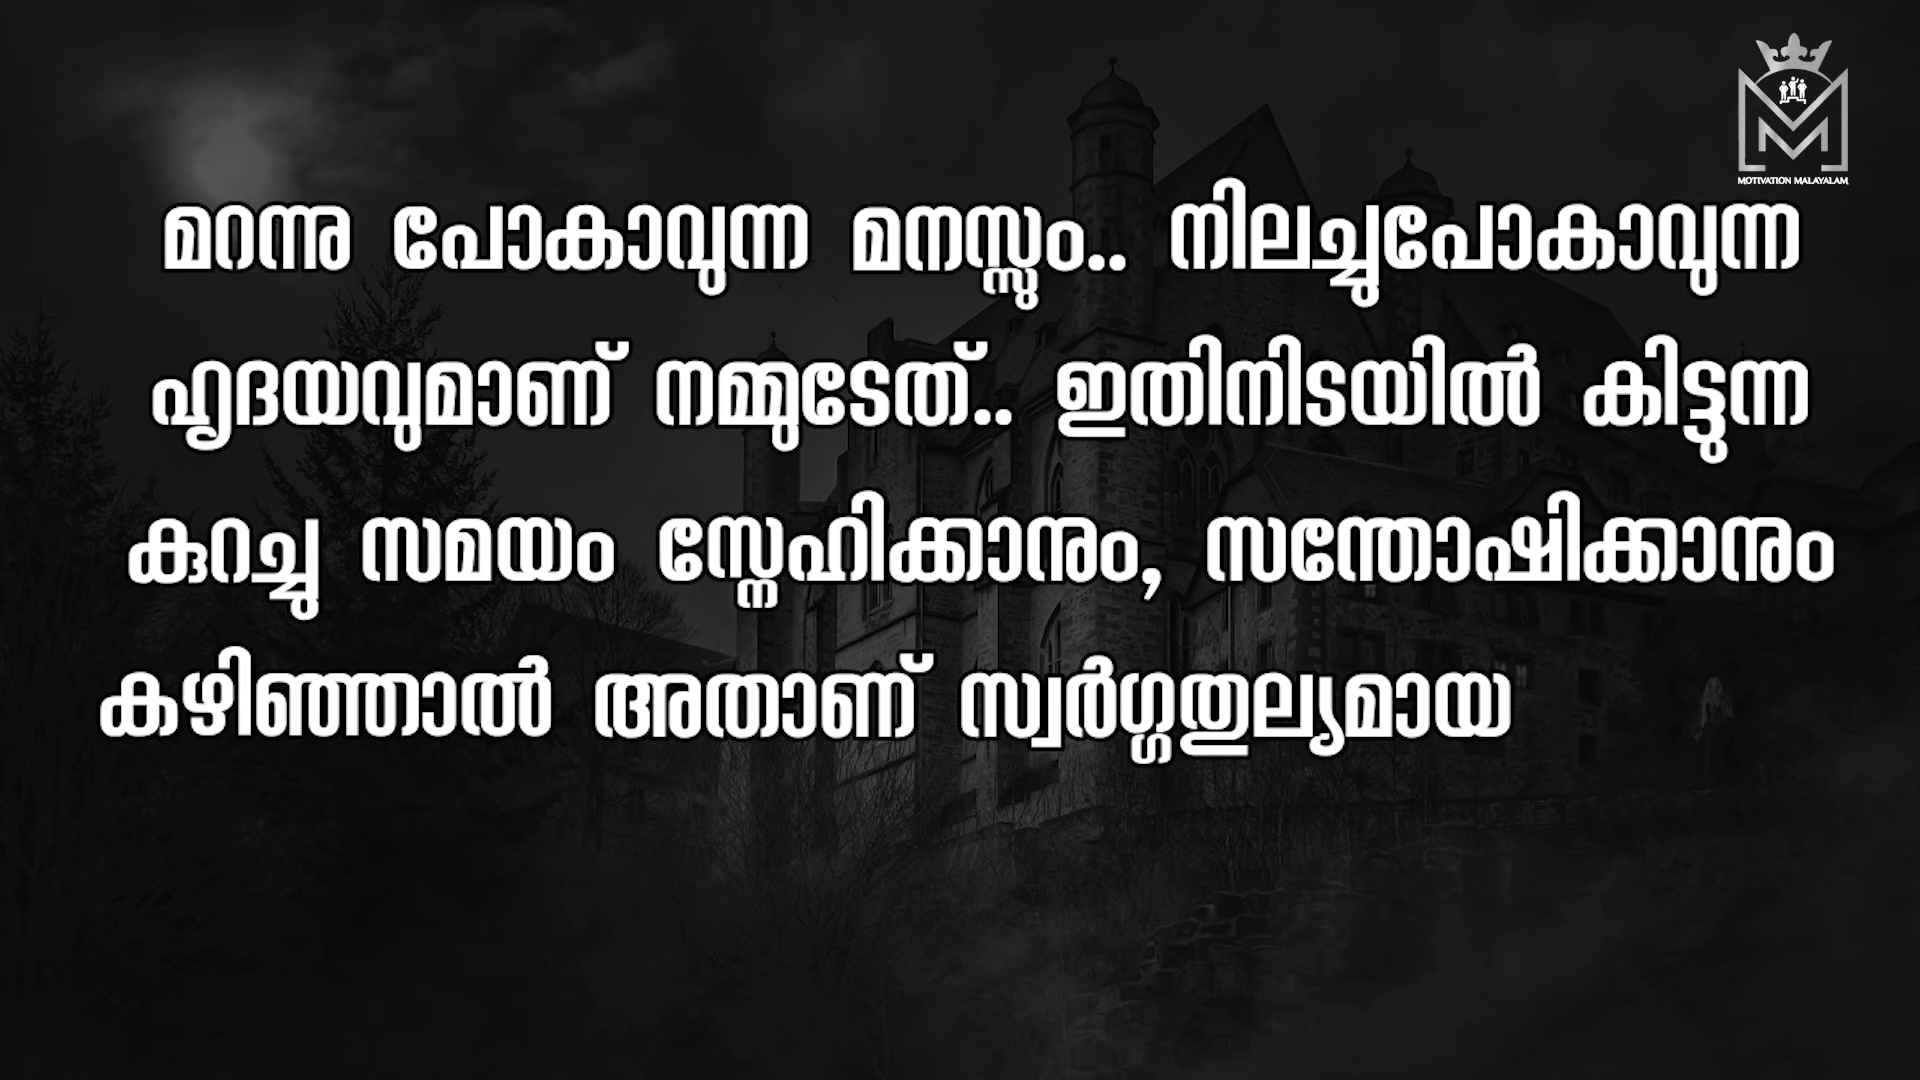 MOTIVATION MALAYALAM
മറന്നു പോകാവുന്ന മനസ്സും.. നിലച്ചുപോകാവുന്ന
ഹൃദയവുമാണ് നമ്മുടേത്.. ഇതിനിടയിൽ കിട്ടുന്ന
കുറച്ചു സമയം സ്നേഹിക്കാനും, സന്തോഷിക്കാനും
കഴിഞ്ഞാൽ അതാണ് സ്വർഗ്ഗതുല്യമായ